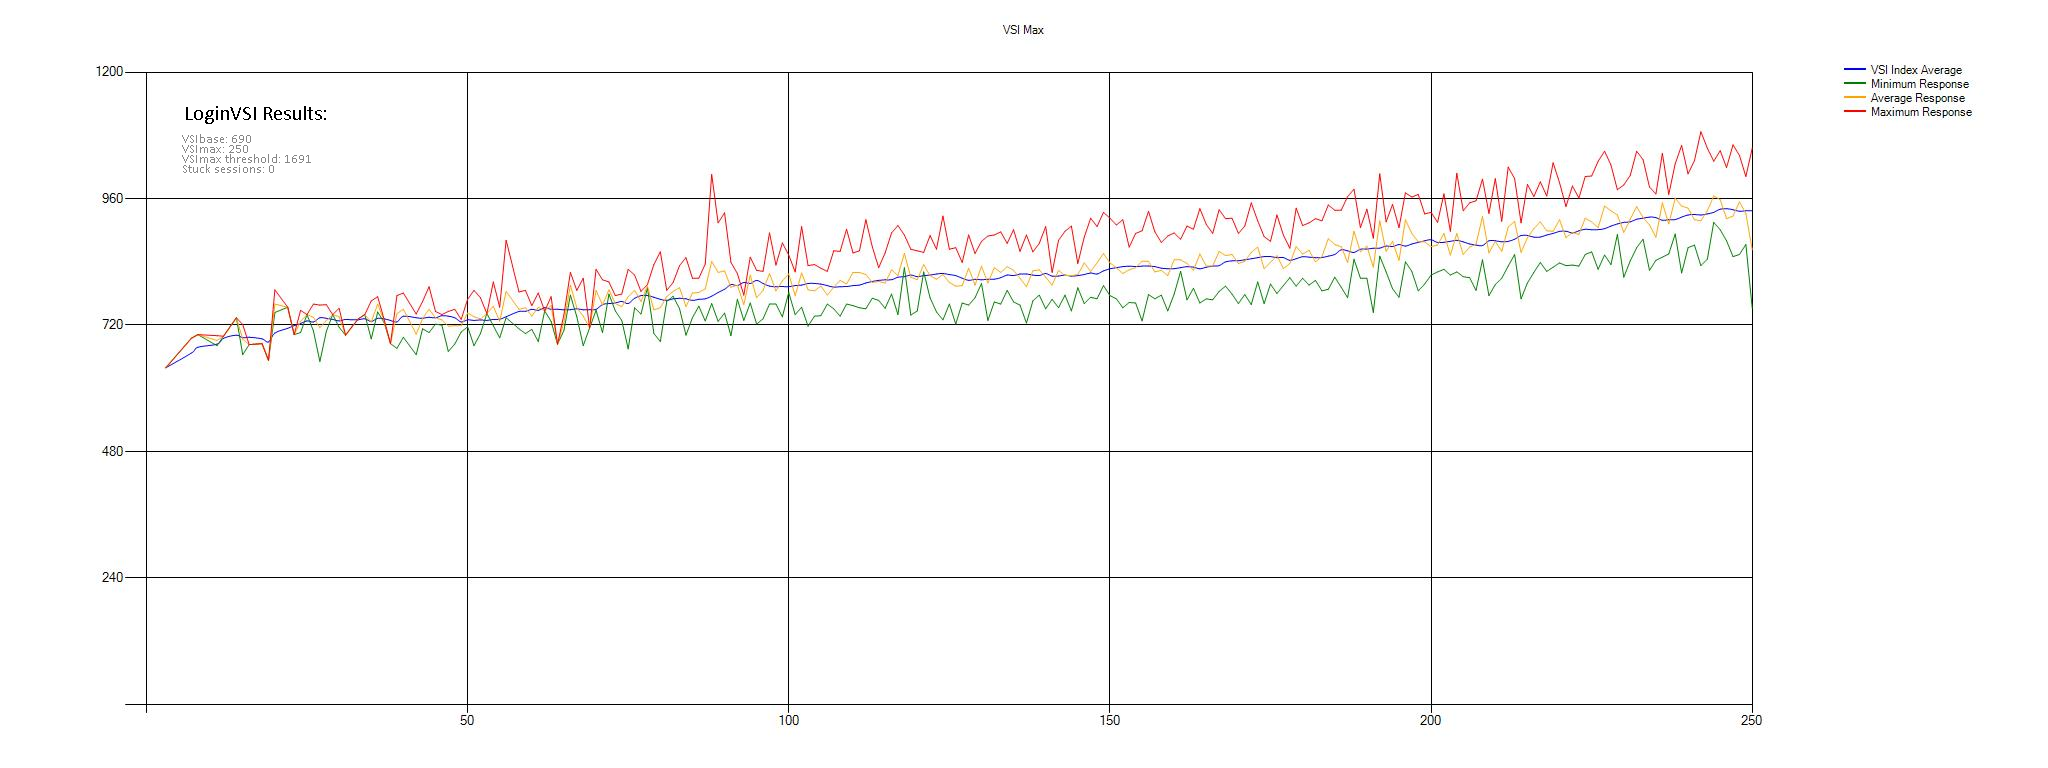 VSI Max
1200
960
720
480
240
50
100
150
200
250
LoginVSI Results:
VSIbase: 690
VSImax: 250
VSImax threshold: 1691
Stuck sessions: 0
VSI Index Average
Minimum Response
Average Response
Maximum Response